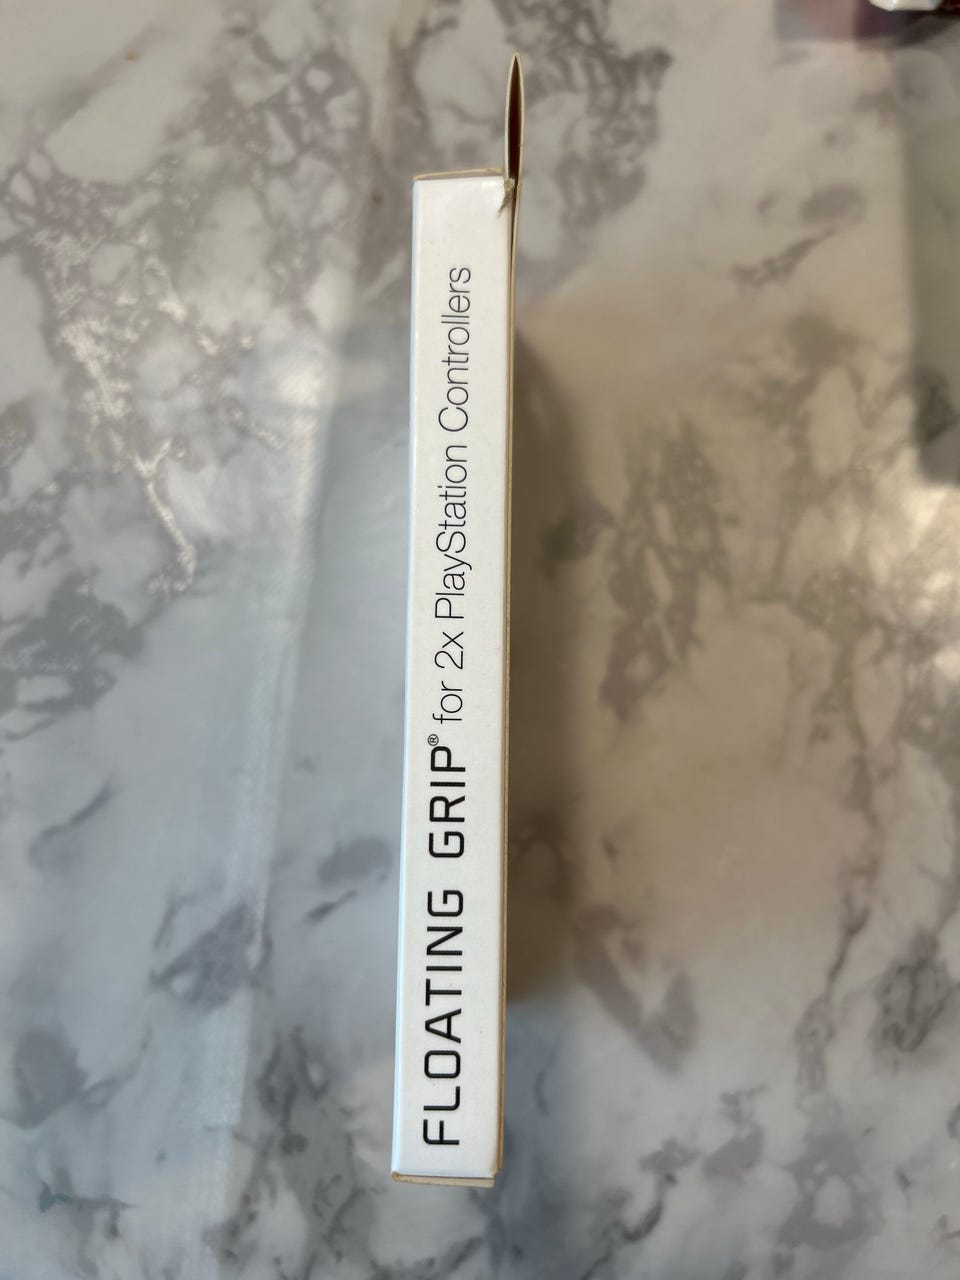 FLOATING GRIP® for 2x PlayStation Controllers